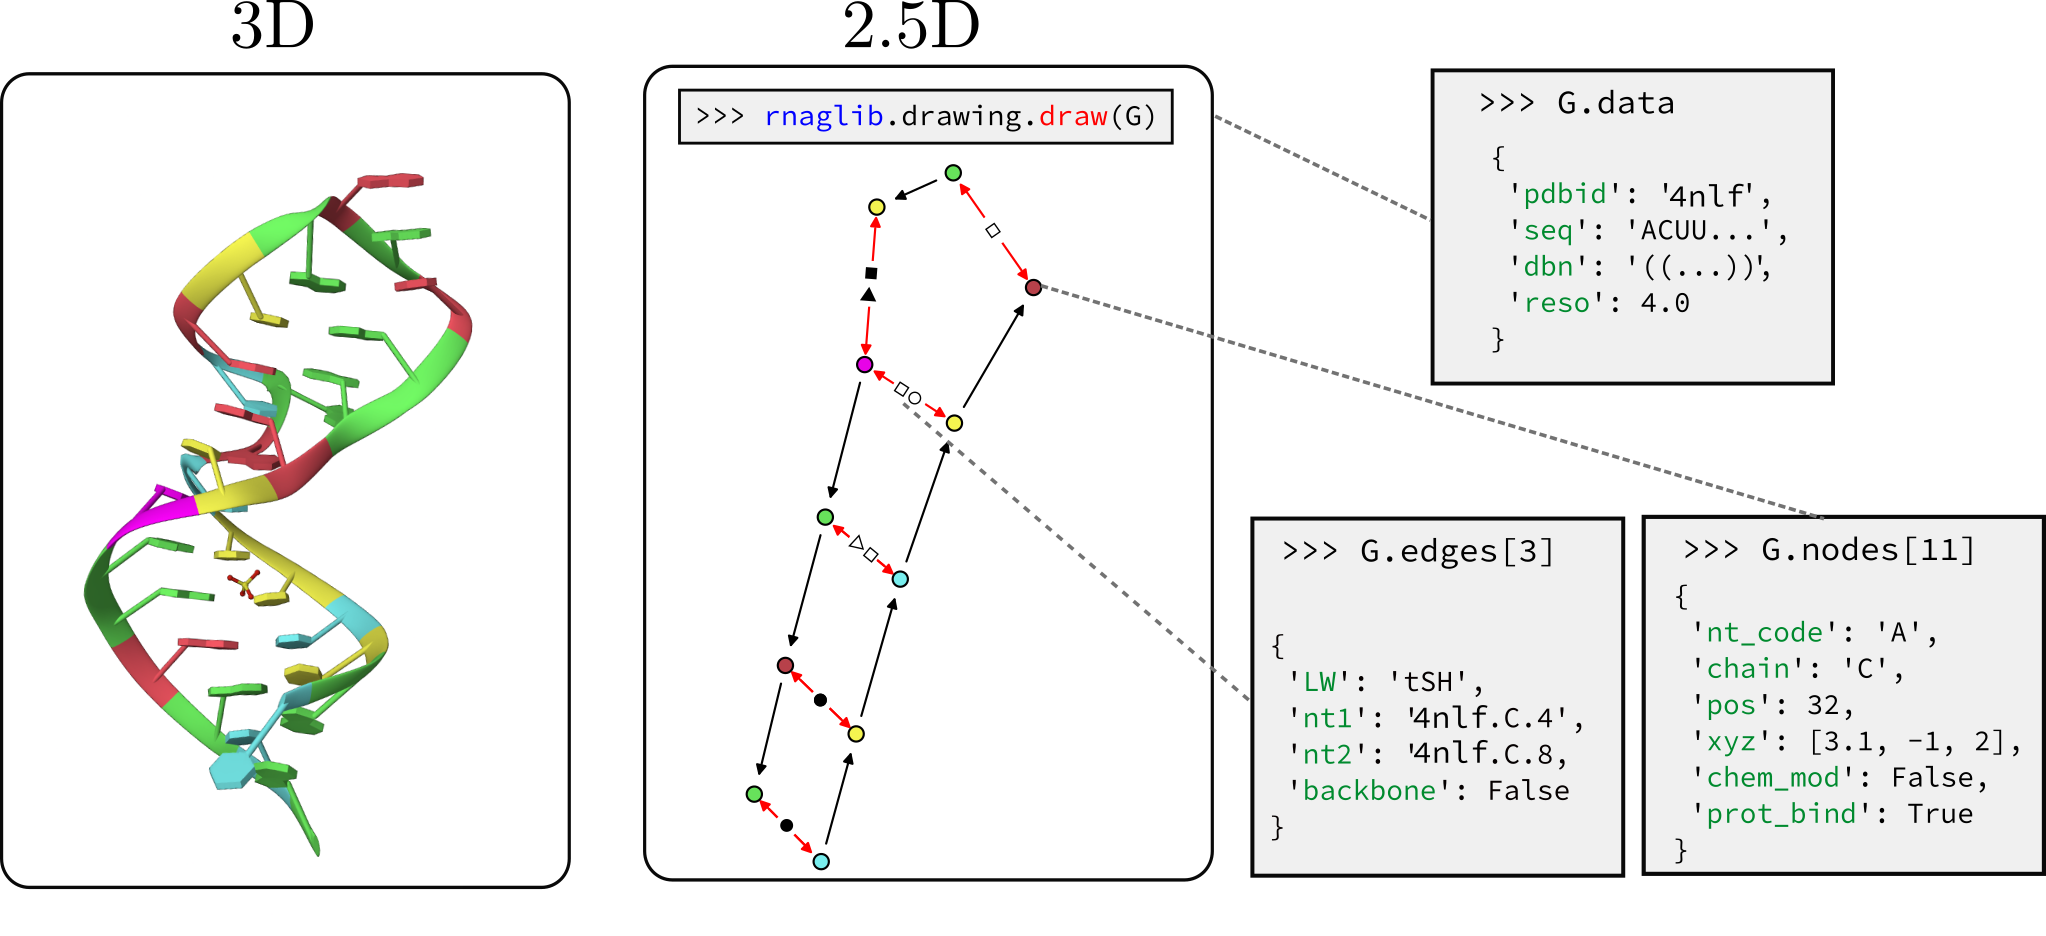 3D
2.5D
>>> rnaglib.drawing.draw(G)
>>> G.data
{
'pdbid': '4nlf',
'seq': 'ACUU...',
'dbn': '((...))',
'reso': 4.0
}
>>> G.edges[3]
{
'LW': 'tSH',
'nt1': '4nlf.C.4',
'nt2': '4nlf.C.8,
'backbone': False
}
>>> G.nodes[11]
{
'nt_code': 'A',
'chain': 'C',
'pos': 32,
'xyz': [3.1, -1, 2],
'chem_mod': False,
'prot_bind': True
}